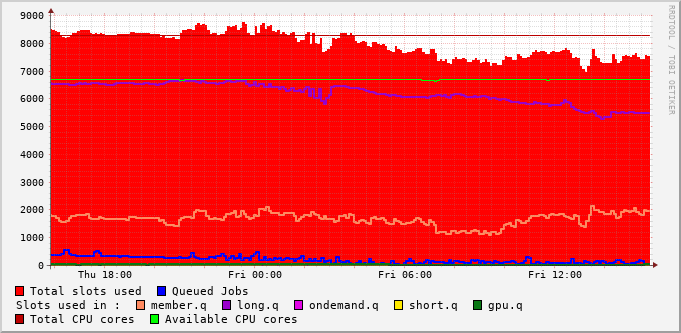 9000
8000
7000
6000
5000
4000
3000
2000
1000
0
Thu 18:00 Fri 00:00 Fri 06:00 Fri 12:00
RRDTOOL / TOBI OETIKER
Total slots used Queued Jobs
Slots used in : member.q long.q ondemand.q short.q gpu.q
Total CPU cores Available CPU cores